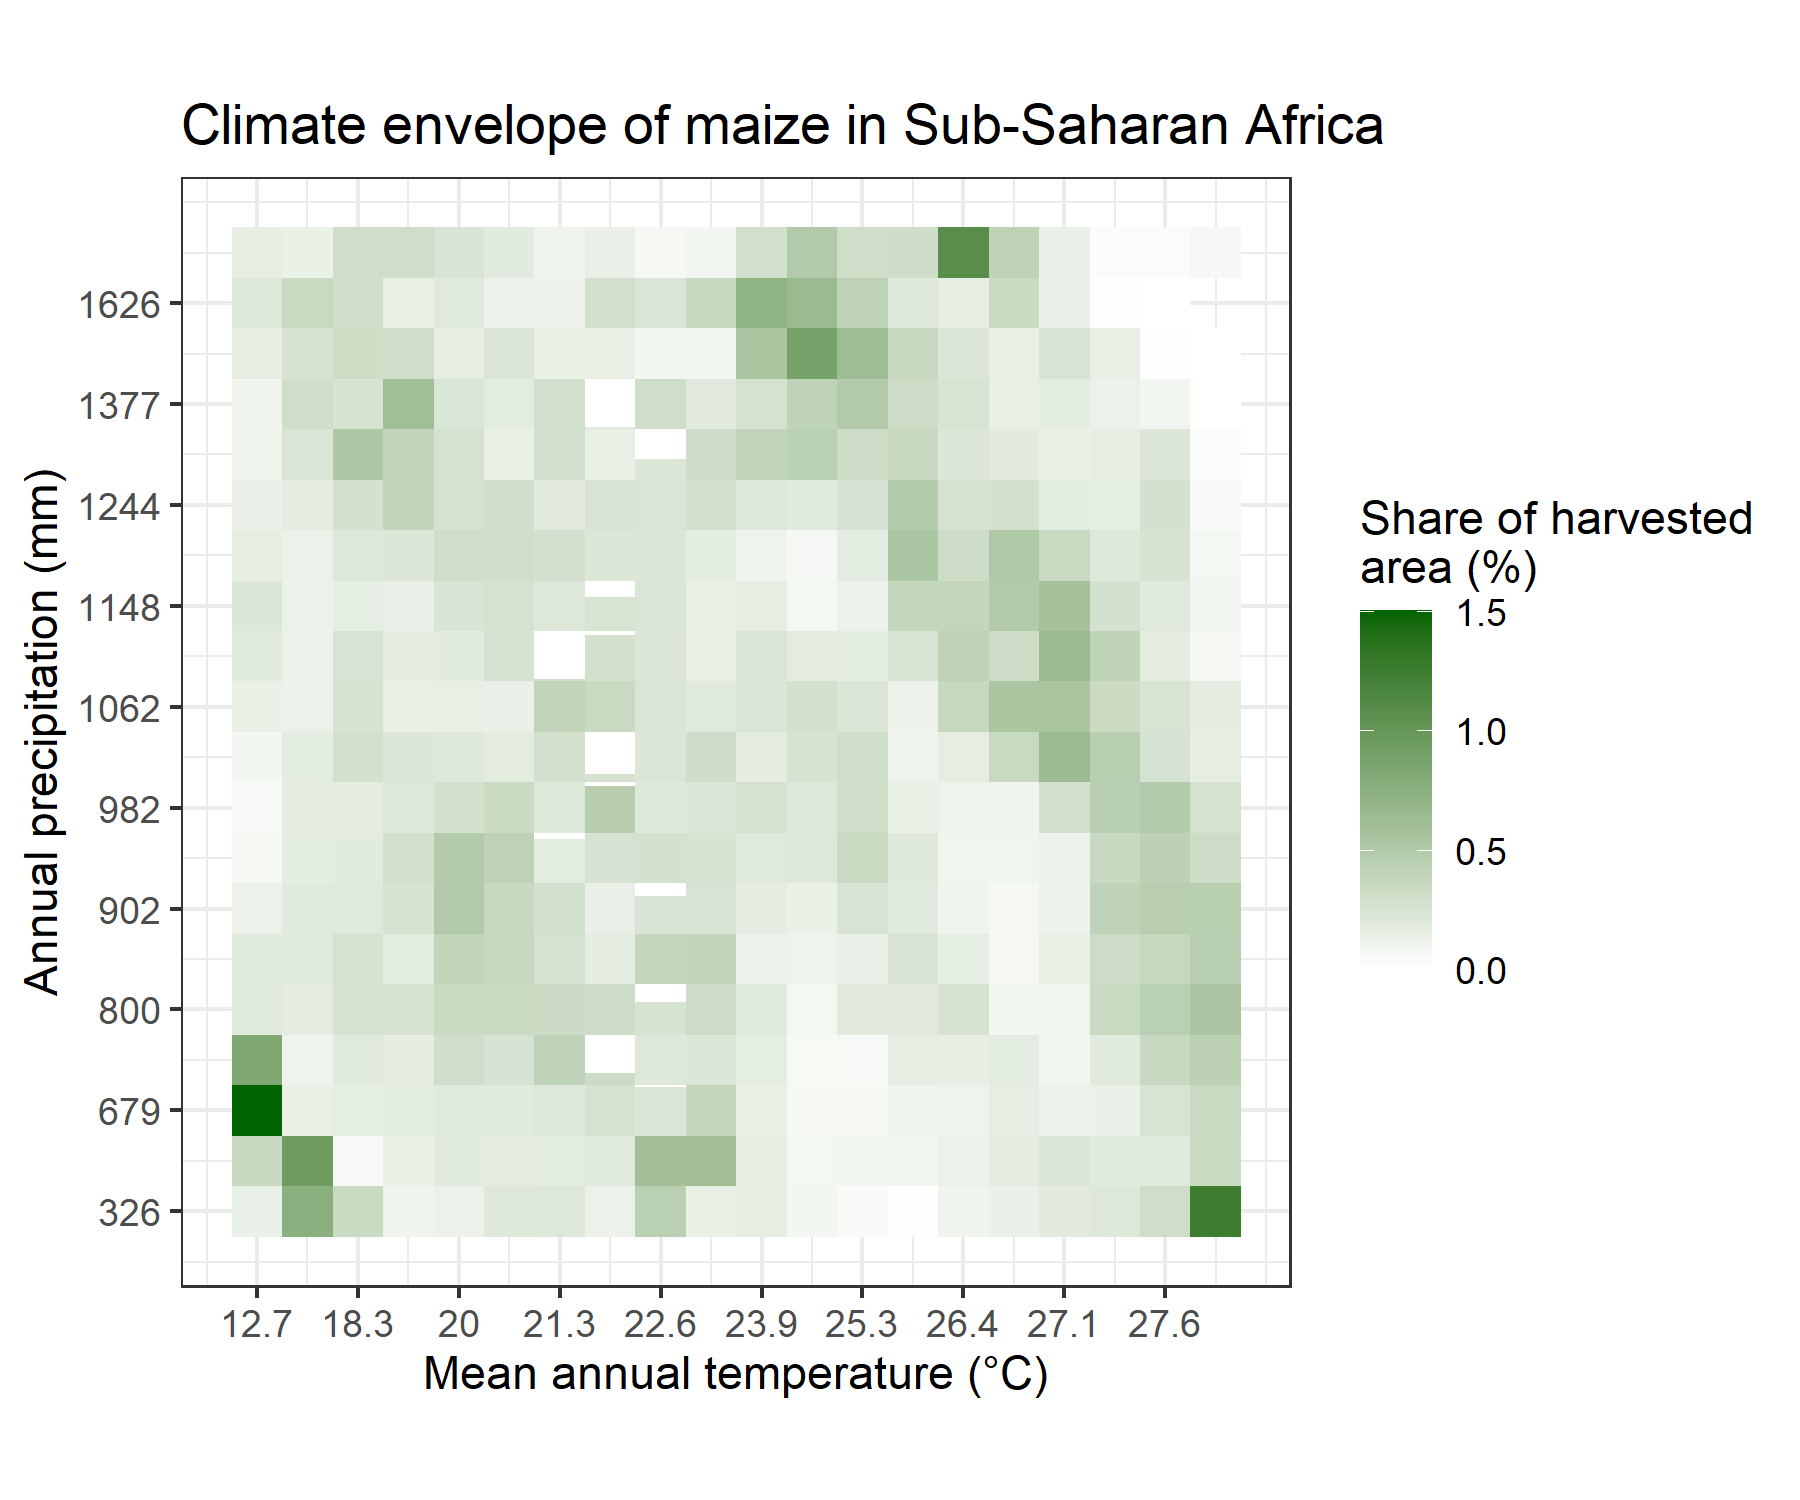 Climate envelope of maize in Sub-Saharan Africa
Annual precipitation (mm)
1626
1377
1244
1148
1062
982
902
800
679
326
12.7 18.3 20 21.3 22.6 23.9 25.3 26.4 27.1 27.6
Mean annual temperature (°C)
Share of harvested
area (%)
1.5
1.0
0.5
0.0